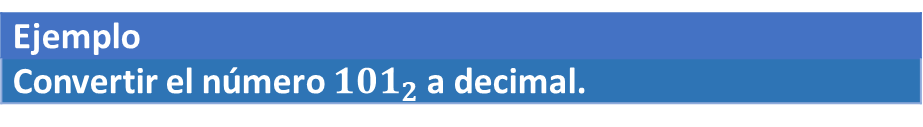 Ejemplo
Convertir el número 101₂ a decimal.